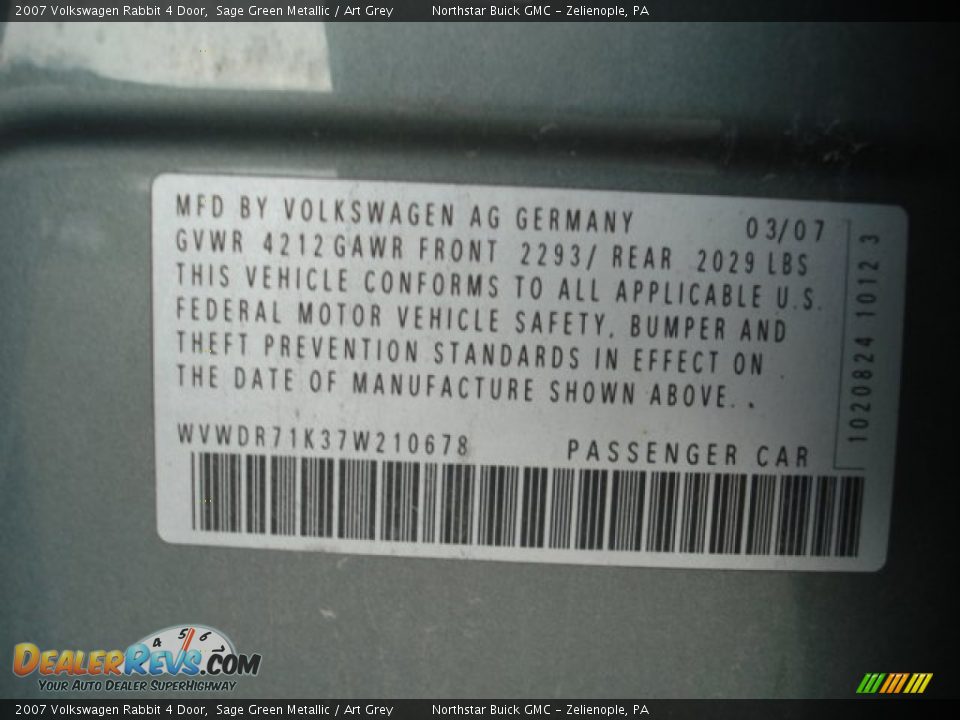 2007 Volkswagen Rabbit 4 Door, Sage Green Metallic / Art Grey Northstar Buick GMC - Zelienople, PA
MFD BY VOLKSWAGEN AG GERMANY 03/07
GVWR 4212 GAWR FRONT 2293/ REAR 2029 LBS
THIS VEHICLE CONFORMS TO ALL APPLICABLE U.S.
FEDERAL MOTOR VEHICLE SAFETY, BUMPER AND
THEFT PREVENTION STANDARDS IN EFFECT ON
THE DATE OF MANUFACTURE SHOWN ABOVE..
WVWDR71K37W210678 PASSENGER CAR
1020824 1012 3
4 5 6 7
DEALERREVS.COM
YOUR AUTO DEALER SUPERHIGHWAY
2007 Volkswagen Rabbit 4 Door, Sage Green Metallic / Art Grey Northstar Buick GMC - Zelienople, PA